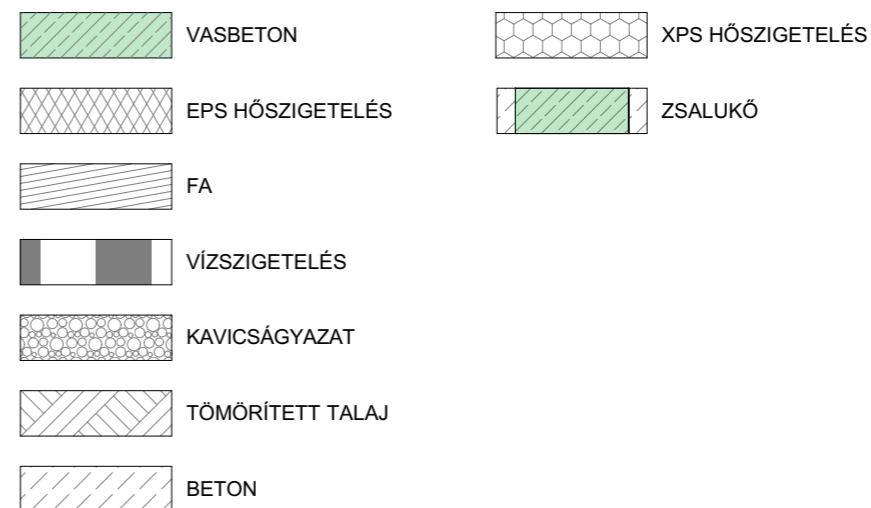 VASBETON
EPS HŐSZIGETELÉS
FA
VÍZSZIGETELÉS
KAVICSÁGYAZAT
TÖMÖRÍTETT TALAJ
BETON
XPS HŐSZIGETELÉS
ZSALUKŐ